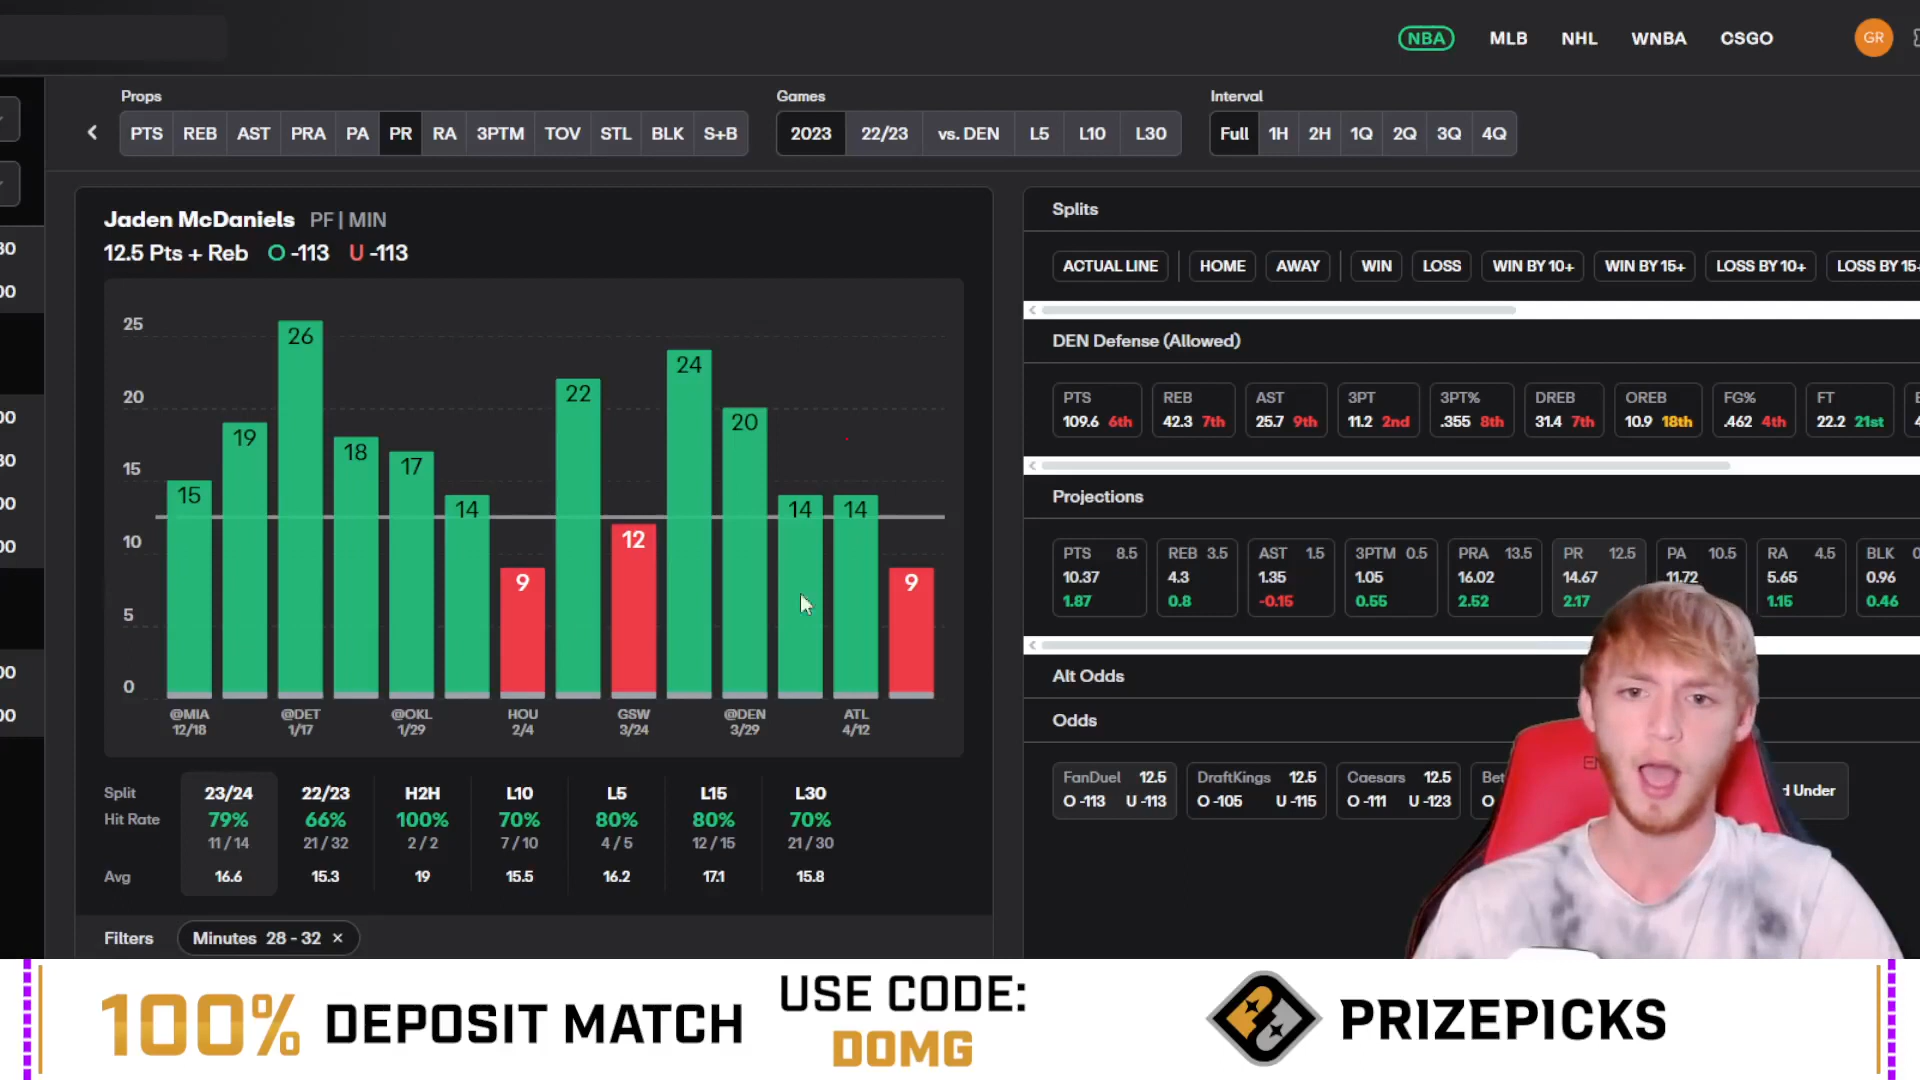 NBA MLB NHL WNBA CSGO GR
Props Games Interval
PTS REB AST PRA PA PR RA 3PTM TOV STL BLK S+B 2023 22/23 vs. DEN L5 L10 L30 Full 1H 2H 1Q 2Q 3Q 4Q
Jaden McDaniels PF | MIN
12.5 Pts + Reb O -113 U -113
25
20
15
10
5
0
15 19 26 18 17 14 9 22 12 24 20 14 14 9
@MIA @DET @OKL HOU GSW @DEN ATL
12/18 1/17 1/29 2/4 3/24 3/29 4/12
Split 23/24 22/23 H2H L10 L5 L15 L30
Hit Rate 79% 66% 100% 70% 80% 80% 70%
11 / 14 21 / 32 2 / 2 7 / 10 4 / 5 12 / 15 21 / 30
Avg 16.6 15.3 19 15.5 16.2 17.1 15.8
Filters Minutes 28 - 32 ×
Splits
ACTUAL LINE HOME AWAY WIN LOSS WIN BY 10+ WIN BY 15+ LOSS BY 10+ LOSS BY 15+
DEN Defense (Allowed)
PTS REB AST 3PT 3PT% DREB OREB FG% FT
109.6 6th 42.3 7th 25.7 9th 11.2 2nd .355 8th 31.4 7th 10.9 18th .462 4th 22.2 21st
Projections
PTS 8.5 REB 3.5 AST 1.5 3PTM 0.5 PRA 13.5 PR 12.5 PA 10.5 RA 4.5 BLK
10.37 4.3 1.35 1.05 16.02 14.67 11.72 5.65 0.96
1.87 0.8 -0.15 0.55 2.52 2.17 1.15 0.46
Alt Odds
Odds
FanDuel 12.5 DraftKings 12.5 Caesars 12.5 Bet
O -113 U -113 O -105 U -115 O -111 U -123 O
Under
100% DEPOSIT MATCH
USE CODE:
DOMG
PRIZEPICKS